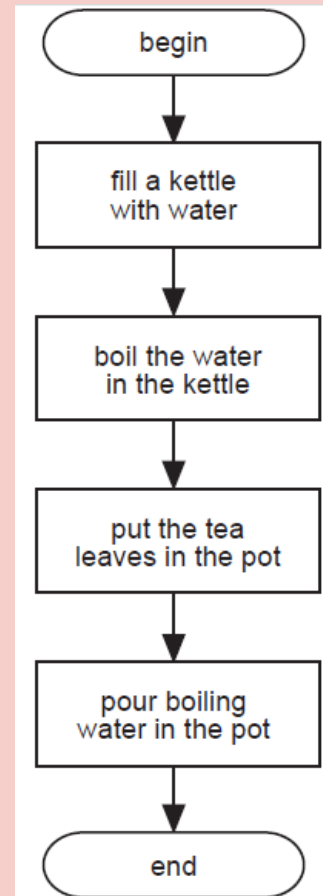 begin
fill a kettle
with water
boil the water
in the kettle
put the tea
leaves in the pot
pour boiling
water in the pot
end